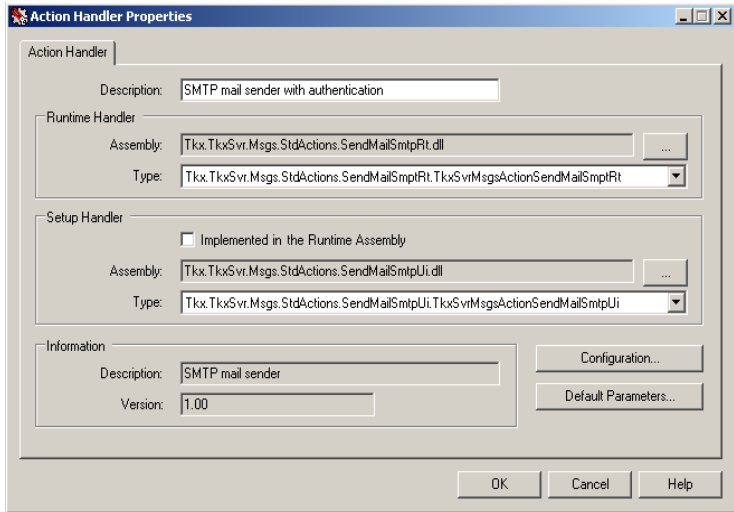 Action Handler Properties
Action Handler
Description: SMTP mail sender with authentication
Runtime Handler
Assembly: Tkx.TkxSvr.Msgs.StdActions.SendMailSmtpRt.dll ...
Type: Tkx.TkxSvr.Msgs.StdActions.SendMailSmptRt.TkxSvrMsgsActionSendMailSmptRt
Setup Handler
Implemented in the Runtime Assembly
Assembly: Tkx.TkxSvr.Msgs.StdActions.SendMailSmtpUi.dll ...
Type: Tkx.TkxSvr.Msgs.StdActions.SendMailSmtpUi.TkxSvrMsgsActionSendMailSmtpUi
Information
Description: SMTP mail sender
Version: 1.00
Configuration...
Default Parameters...
OK Cancel Help